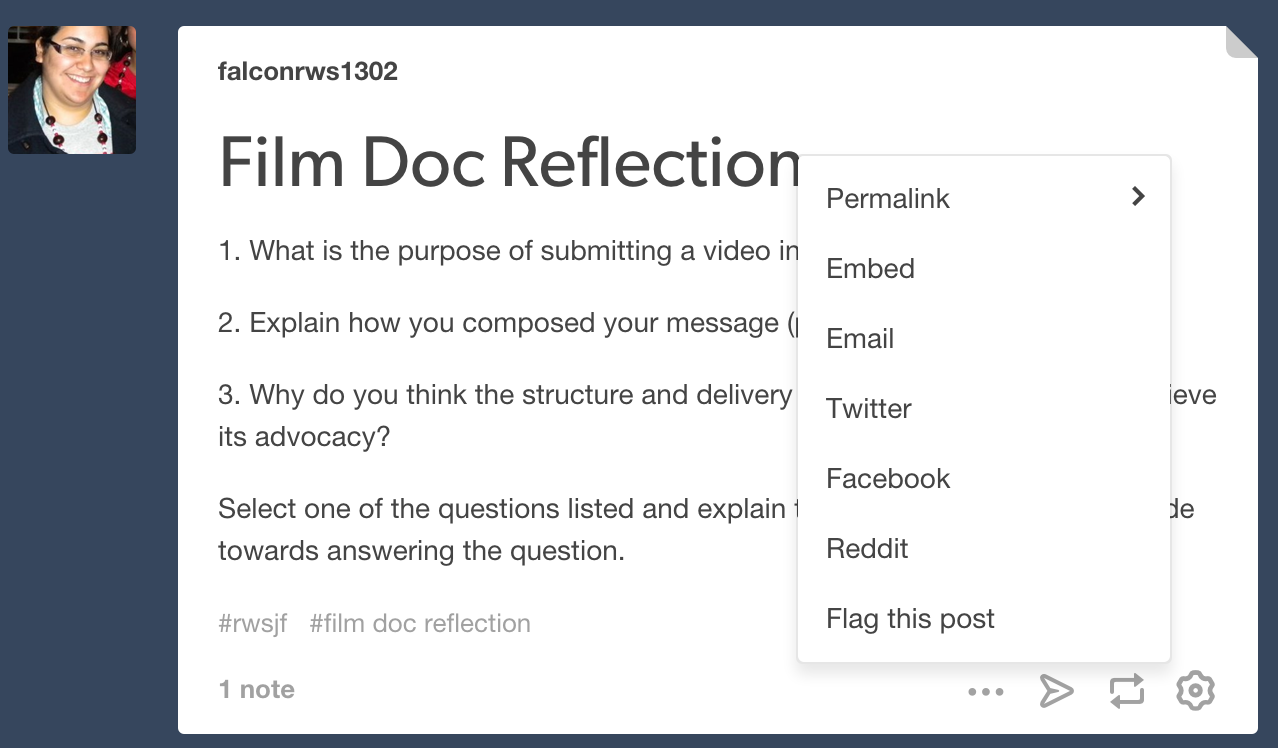 falconrws1302
Film Doc Reflection
1. What is the purpose of submitting a video in
2. Explain how you composed your message
3. Why do you think the structure and delivery
its advocacy?
Select one of the questions listed and explain
towards answering the question.
#rwsjf #film doc reflection
1 note
Permalink
Embed
Email
Twitter
Facebook
Reddit
Flag this post